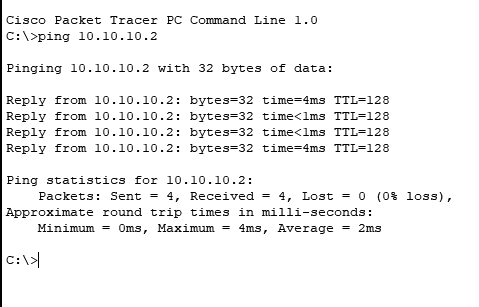 Cisco Packet Tracer PC Command Line 1.0
C:\>ping 10.10.10.2
Pinging 10.10.10.2 with 32 bytes of data:
Reply from 10.10.10.2: bytes=32 time=4ms TTL=128
Reply from 10.10.10.2: bytes=32 time<1ms TTL=128
Reply from 10.10.10.2: bytes=32 time<1ms TTL=128
Reply from 10.10.10.2: bytes=32 time=4ms TTL=128
Ping statistics for 10.10.10.2:
    Packets: Sent = 4, Received = 4, Lost = 0 (0% loss),
Approximate round trip times in milli-seconds:
    Minimum = 0ms, Maximum = 4ms, Average = 2ms
C:\>